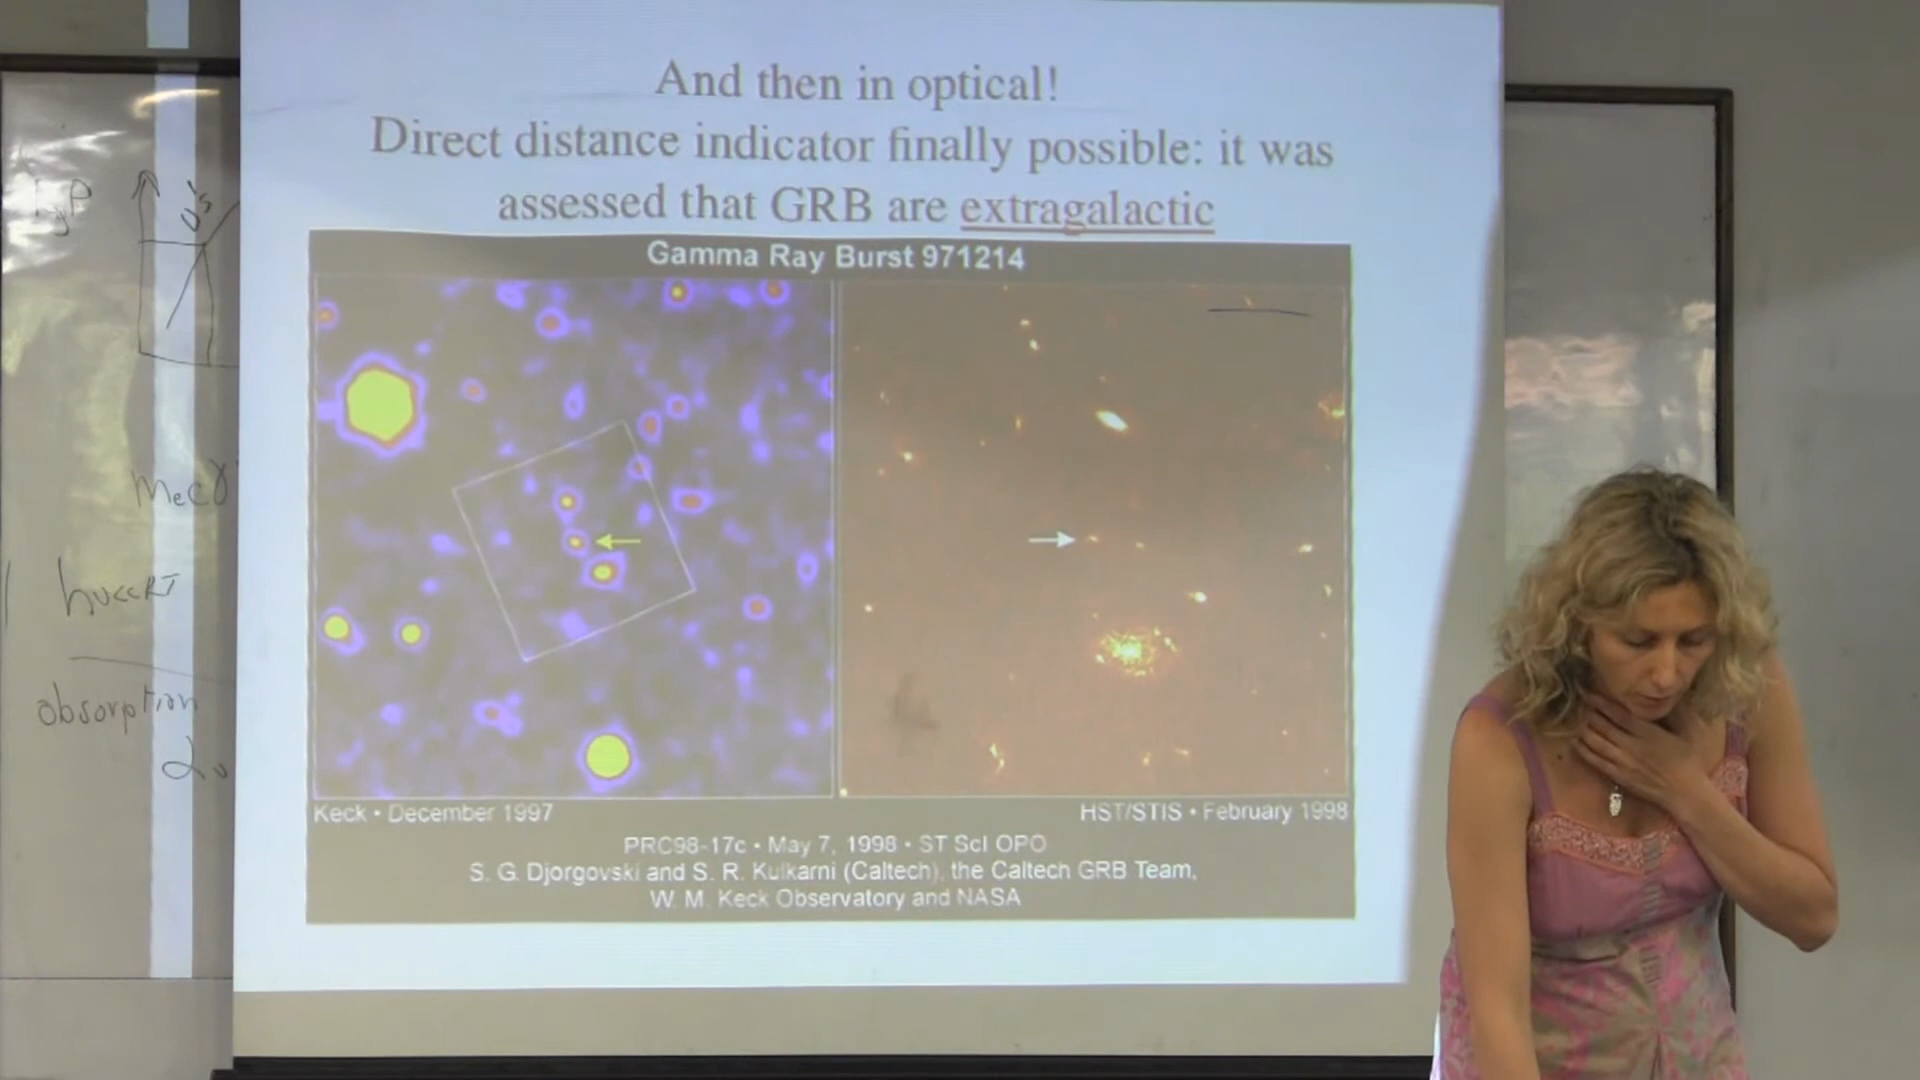 And then in optical!
Direct distance indicator finally possible: it was
assessed that GRB are extragalactic
Gamma Ray Burst 971214
Keck • December 1997
HST/STIS • February 1998
PRC98-17c • May 7, 1998 • ST ScI OPO
S. G. Djorgovski and S. R. Kulkarni (Caltech), the Caltech GRB Team,
W. M. Keck Observatory and NASA
absorption